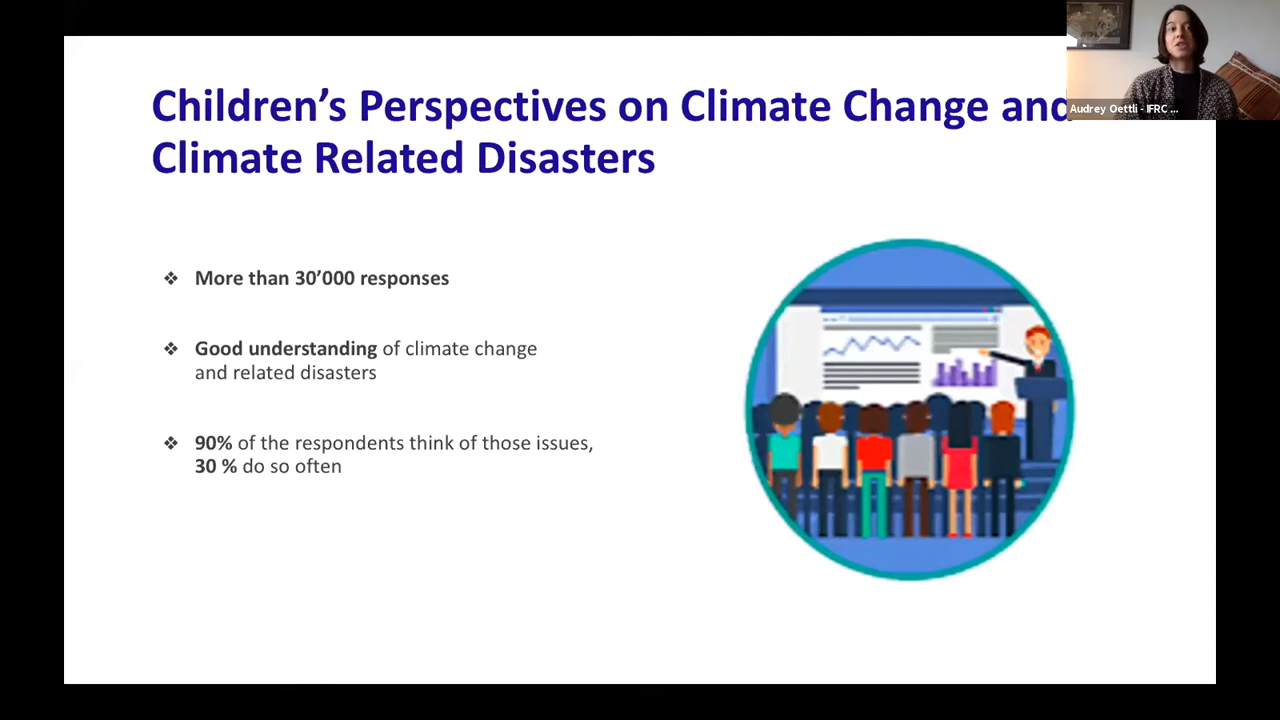 Children’s Perspectives on Climate Change and
Climate Related Disasters
Audrey Oettli - IFRC ...
❖ More than 30’000 responses
❖ Good understanding of climate change
and related disasters
❖ 90% of the respondents think of those issues,
30 % do so often